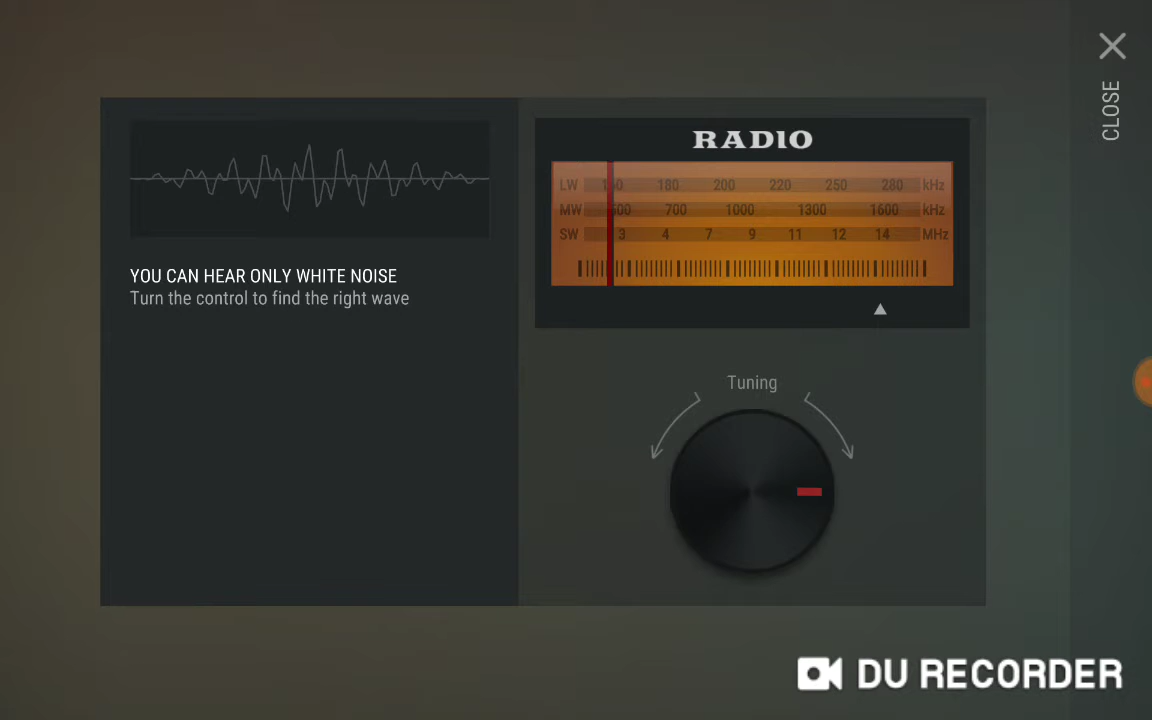 CLOSE
RADIO
LW 180 200 220 250 280 kHz
MW 700 1000 1300 1600 kHz
SW 3 4 7 9 11 12 14 MHz
YOU CAN HEAR ONLY WHITE NOISE
Turn the control to find the right wave
Tuning
DU RECORDER